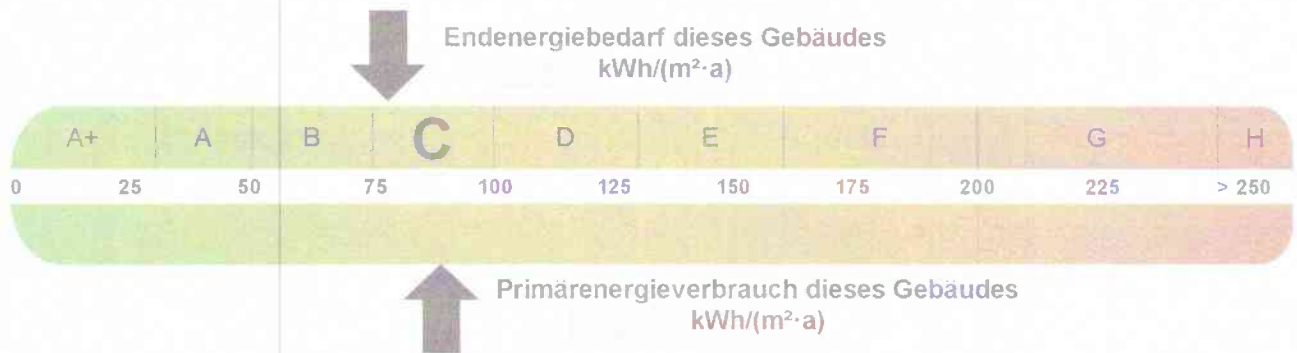 Endenergiebedarf dieses Gebäudes
kWh/(m²·a)
A+ A B C D E F G H
0 25 50 75 100 125 150 175 200 225 > 250
Primärenergieverbrauch dieses Gebäudes
kWh/(m²·a)